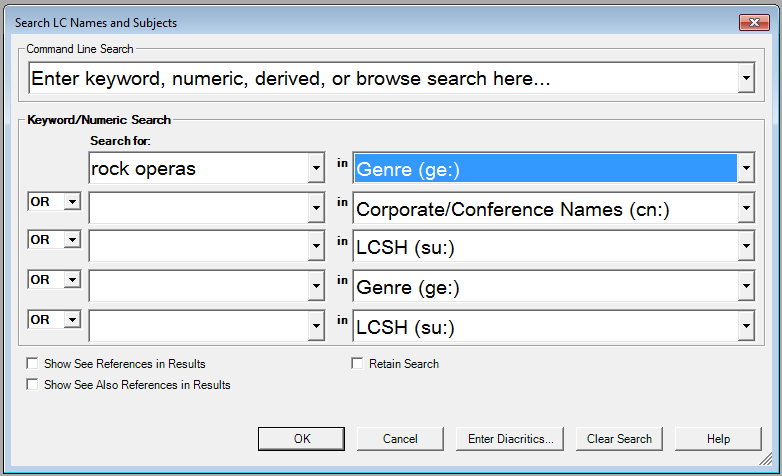 Search LC Names and Subjects
Command Line Search
Enter keyword, numeric, derived, or browse search here...
Keyword/Numeric Search
Search for:
rock operas in Genre (ge:)
OR in Corporate/Conference Names (cn:)
OR in LCSH (su:)
OR in Genre (ge:)
OR in LCSH (su:)
Show See References in Results Retain Search
Show See Also References in Results
OK Cancel Enter Diacritics... Clear Search Help